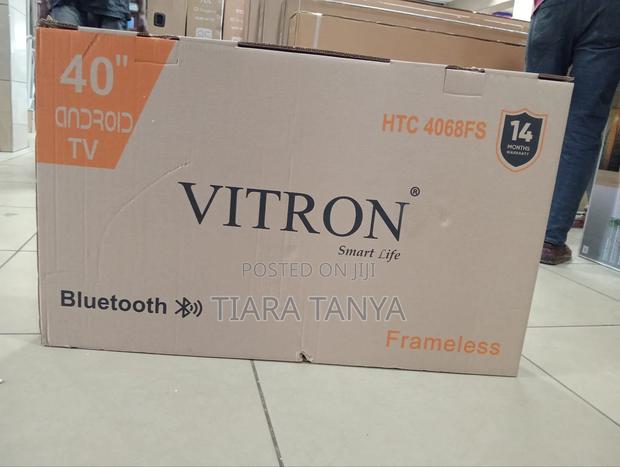 40"
ANDROID
TV
HTC 4068FS
14
MONTHS
WARRANTY
VITRON®
Smart Life
POSTED ON JIJI
Bluetooth
TIARA TANYA
Frameless